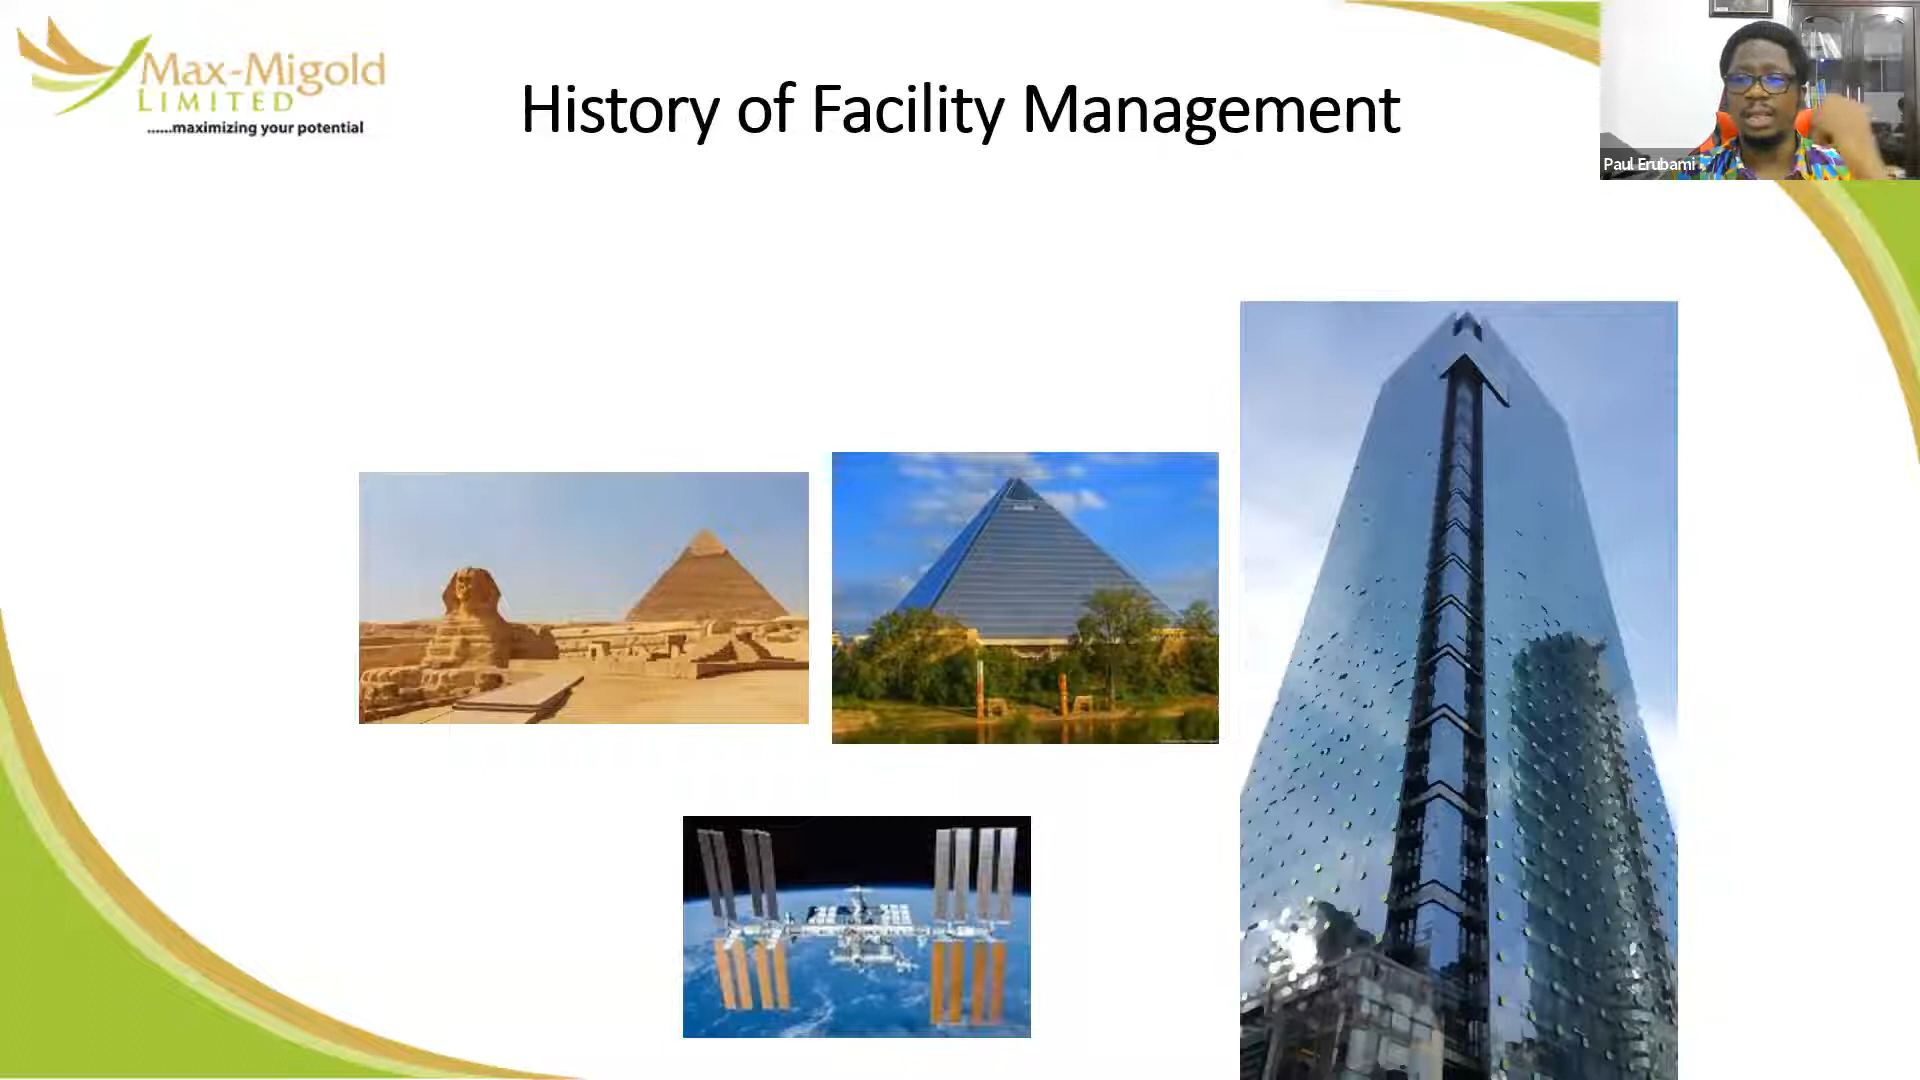 Max-Migold
LIMITED
......maximizing your potential
History of Facility Management
Paul Erubami